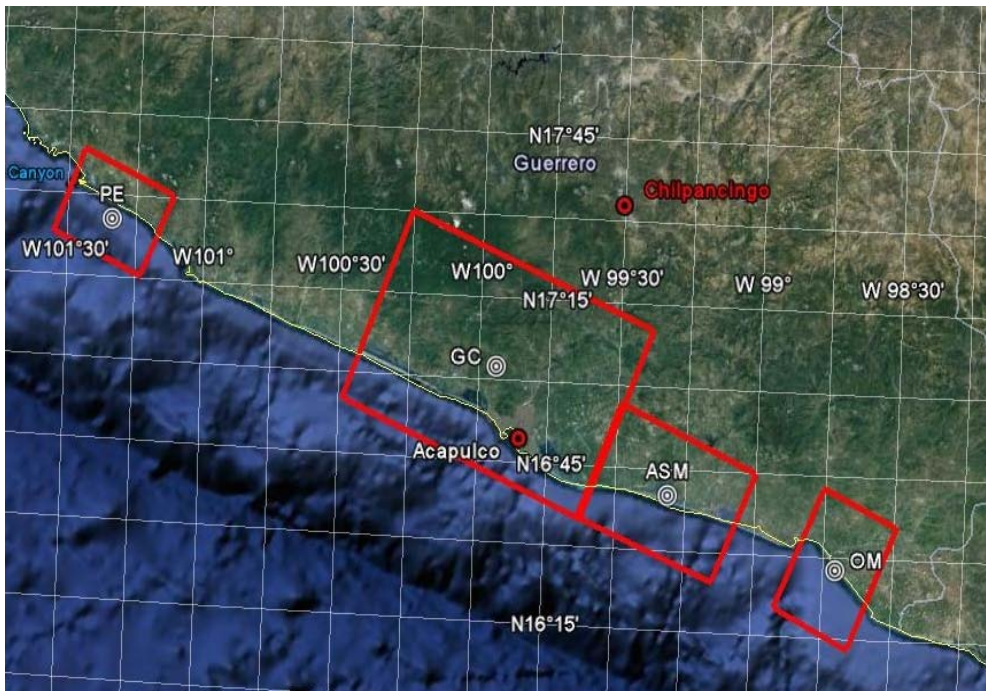 N17°45'
Guerrero
Canyon
Chilpancingo
PE
W101°30'
W101°
W100°30'
W100°
W 99°30'
W 99°
W 98°30'
N17°15'
GC
Acapulco
N16°45'
ASM
OM
N16°15'